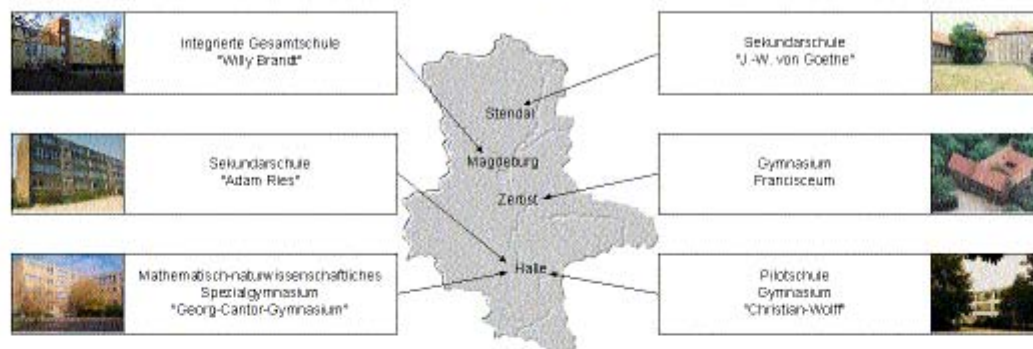 Integrierte Gesamtschule
"Willy Brandt"
Sekundarschule
"J.-W. von Goethe"
Stendal
Magdeburg
Sekundarschule
"Adam Ries"
Gymnasium
Francisceum
Zerbst
Halle
Mathematisch-naturwissenschaftliches
Spezialgymnasium
"Georg-Cantor-Gymnasium"
Pilotschule
Gymnasium
"Christian-Wolff"